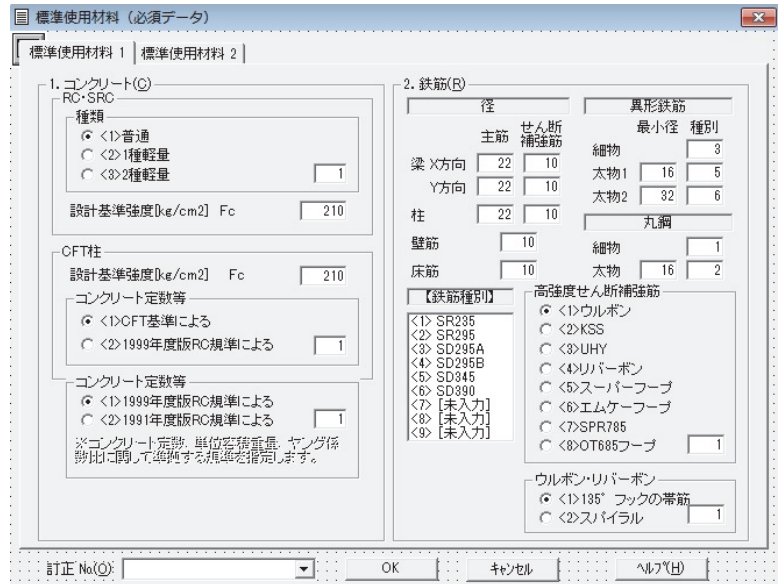 標準使用材料（必須データ）
標準使用材料 1
標準使用材料 2
1. コンクリート(C)
RC・SRC
種類
<1>普通
<2>1種軽量
<3>2種軽量
1
設計基準強度[kg/cm2] Fc 210
CFT柱
設計基準強度[kg/cm2] Fc 210
コンクリート定数等
<1>CFT基準による
<2>1999年度版RC規準による 1
コンクリート定数等
<1>1999年度版RC規準による
<2>1991年度版RC規準による 1
※コンクリート定数、単位容積重量、ヤング係
数比に関して準拠する規準を指定します。
2. 鉄筋(R)
径
主筋 せん断
補強筋
梁 X方向 22 10
Y方向 22 10
柱 22 10
壁筋 10
床筋 10
異形鉄筋
最小径 種別
細物 3
太物1 16 5
太物2 32 6
丸鋼
細物 1
太物 16 2
【鉄筋種別】
<1> SR235
<2> SR295
<3> SD295A
<4> SD295B
<5> SD345
<6> SD390
<7> [未入力]
<8> [未入力]
<9> [未入力]
高強度せん断補強筋
<1>ウルボン
<2>KSS
<3>UHY
<4>リバーボン
<5>スーパーフープ
<6>エムケーフープ
<7>SPR785
<8>OT685フープ 1
ウルボン・リバーボン
<1>135°フックの帯筋
<2>スパイラル 1
訂正 No.(O):
OK
キャンセル
ヘルプ(H)